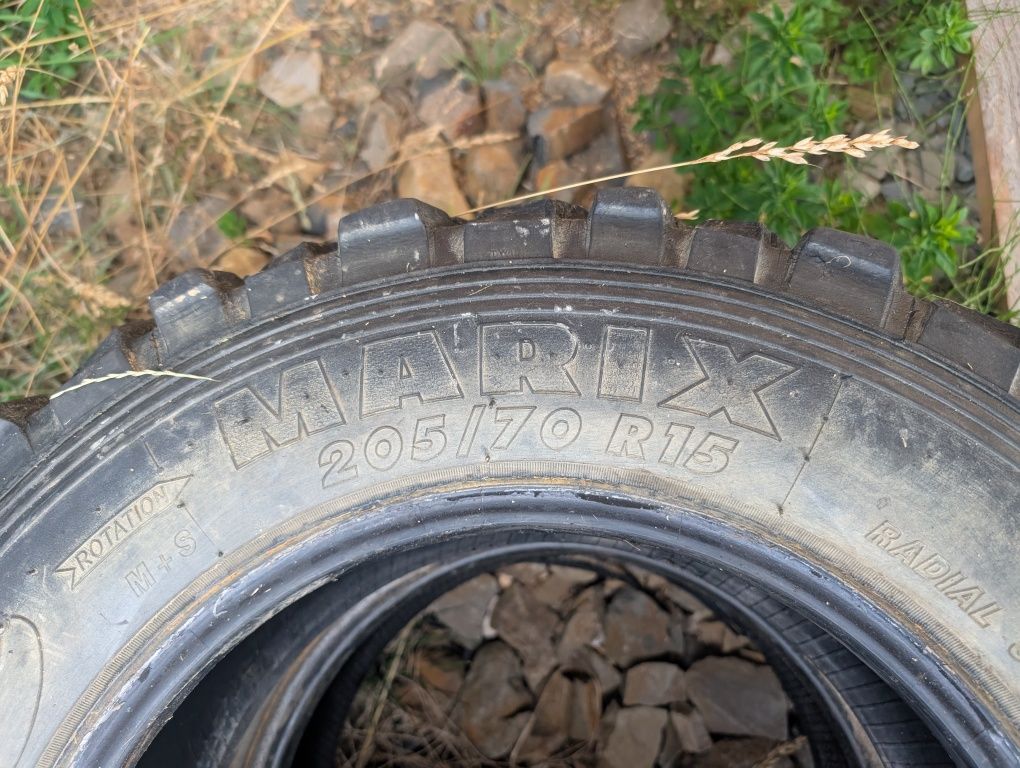 MARIX
205/70 R15
ROTATION
M+S
RADIAL